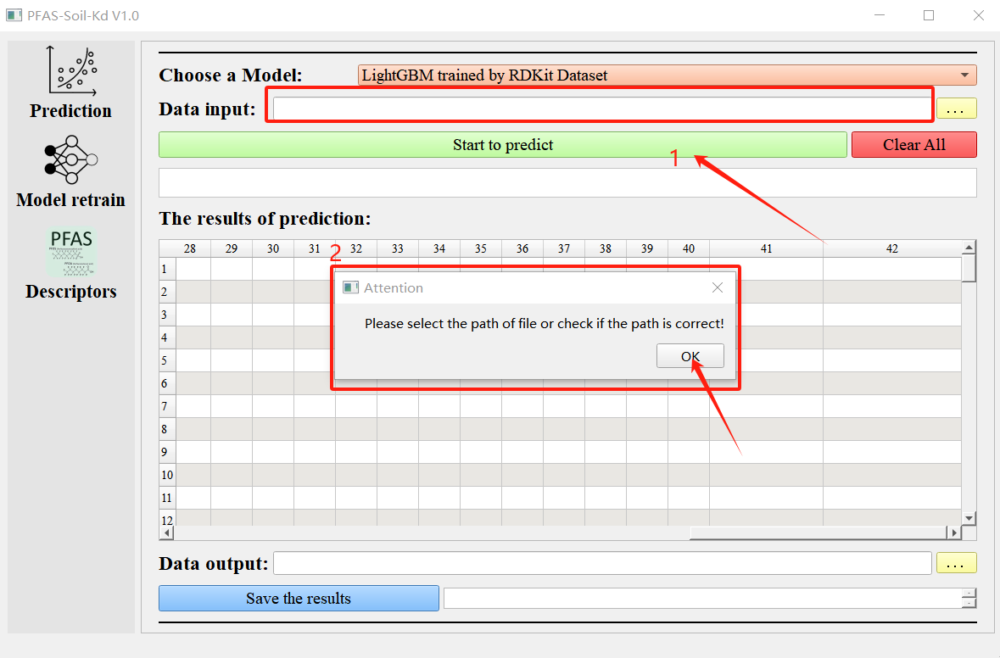 PFAS-Soil-Kd V1.0
Prediction
Model retrain
PFAS
Descriptors
Choose a Model:
LightGBM trained by RDKit Dataset
Data input:
...
Start to predict
Clear All
1
The results of prediction:
2
28 29 30 31 32 33 34 35 36 37 38 39 40 41 42
1
2
3
4
5
6
7
8
9
10
11
12
Attention
Please select the path of file or check if the path is correct!
OK
Data output:
...
Save the results